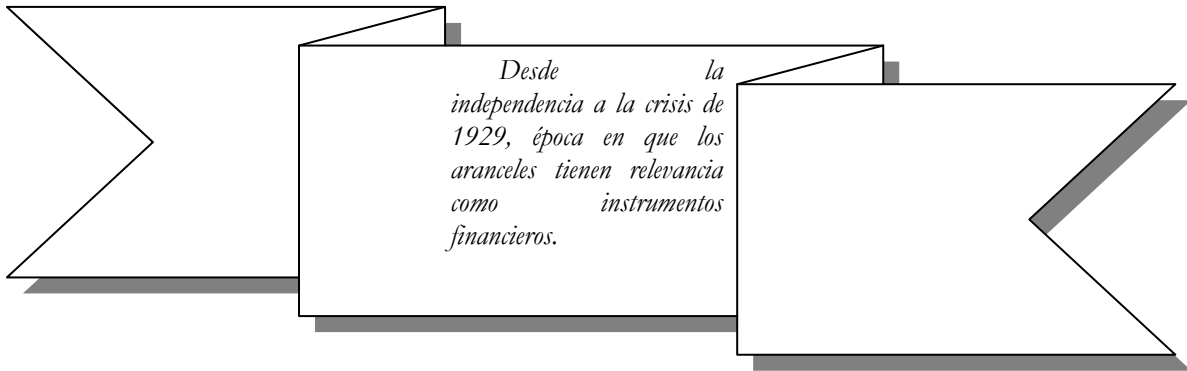 Desde la
independencia a la crisis de
1929, época en que los
aranceles tienen relevancia
como instrumentos
financieros.